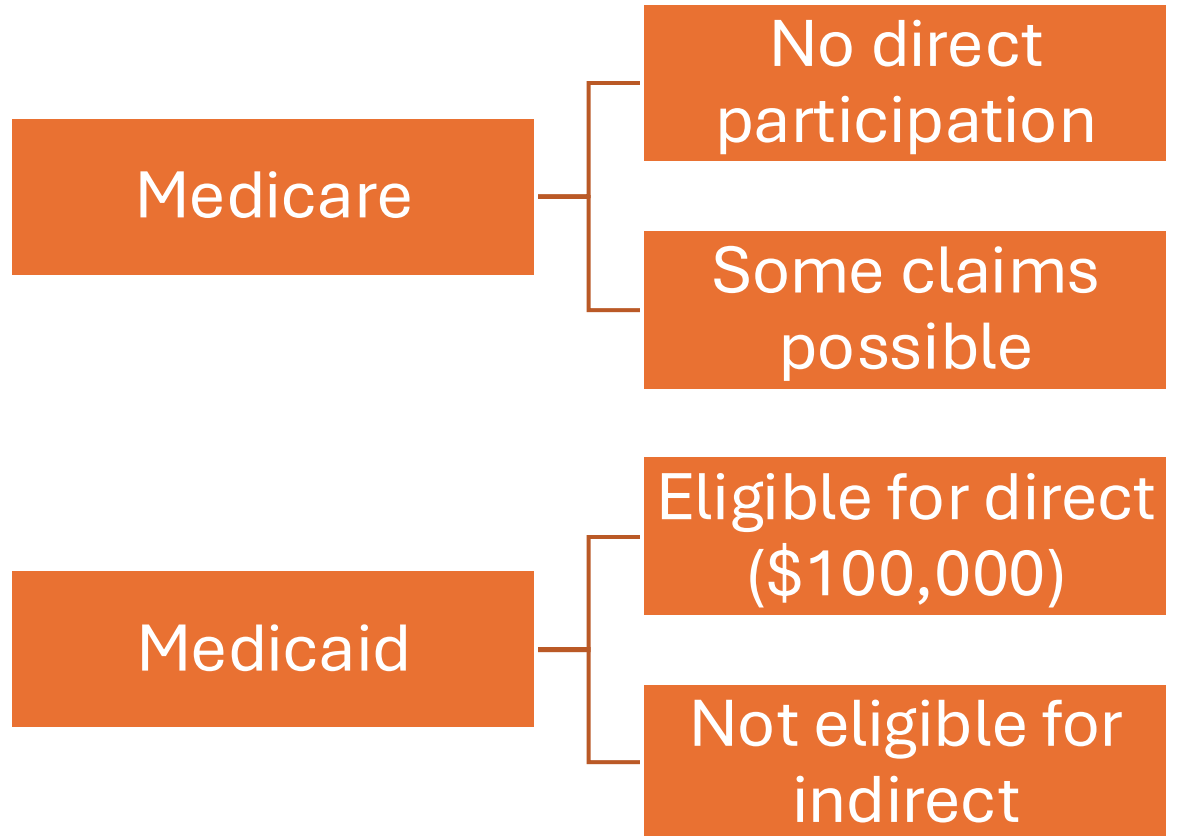 Medicare
No direct
participation
Some claims
possible
Medicaid
Eligible for direct
($100,000)
Not eligible for
indirect